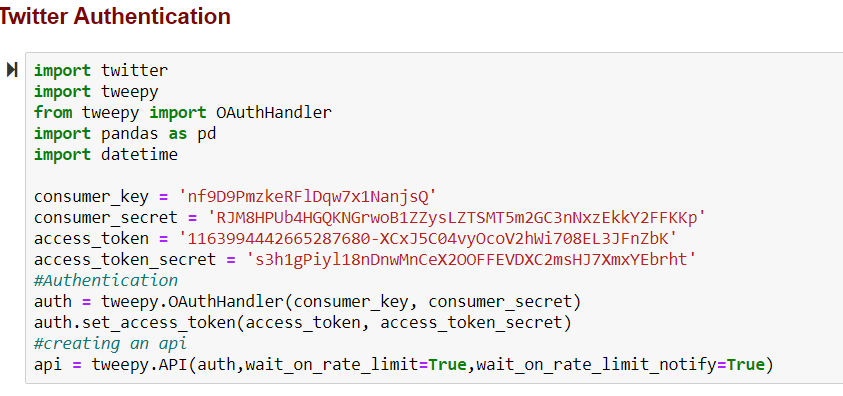 Twitter Authentication
import twitter
import tweepy
from tweepy import OAuthHandler
import pandas as pd
import datetime
consumer_key = 'nf9D9PmzkeRFlDqw7x1NanjsQ'
consumer_secret = 'RJM8HPUb4HGQKNGrwoB1ZZysLZTSMT5m2GC3nNxzEkkY2FFKKp'
access_token = '1163994442665287680-XCxJ5C04vyOcoV2hWi708EL3JFnZbK'
access_token_secret = 's3h1gPiyl18nDnwMnCeX2OOFFEVDXC2msHJ7XmxYEbrht'
#Authentication
auth = tweepy.OAuthHandler(consumer_key, consumer_secret)
auth.set_access_token(access_token, access_token_secret)
#creating an api
api = tweepy.API(auth,wait_on_rate_limit=True,wait_on_rate_limit_notify=True)